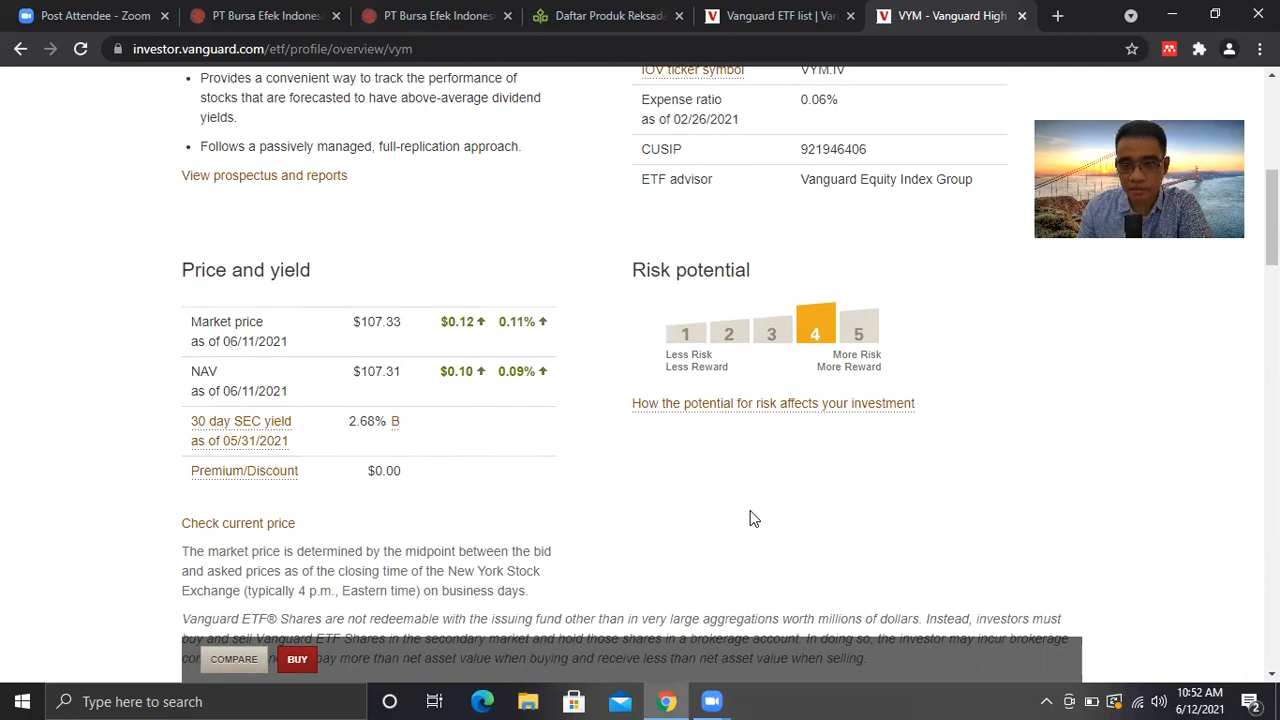 Post Attendee - Zoom
PT Bursa Efek Indones
PT Bursa Efek Indones
Daftar Produk Reksad
Vanguard ETF list | Van
VYM - Vanguard High
investor.vanguard.com/etf/profile/overview/vym
Provides a convenient way to track the performance of
stocks that are forecasted to have above-average dividend
yields.
Follows a passively managed, full-replication approach.
View prospectus and reports
IOV ticker symbol VYM.IV
Expense ratio 0.06%
as of 02/26/2021
CUSIP 921946406
ETF advisor Vanguard Equity Index Group
Price and yield
Market price $107.33 $0.12 0.11%
as of 06/11/2021
NAV $107.31 $0.10 0.09%
as of 06/11/2021
30 day SEC yield 2.68% B
as of 05/31/2021
Premium/Discount $0.00
Risk potential
1 2 3 4 5
Less Risk More Risk
Less Reward More Reward
How the potential for risk affects your investment
Check current price
The market price is determined by the midpoint between the bid
and asked prices as of the closing time of the New York Stock
Exchange (typically 4 p.m., Eastern time) on business days.
Vanguard ETF® Shares are not redeemable with the issuing fund other than in very large aggregations worth millions of dollars. Instead, investors must
buy and sell Vanguard ETF Shares in the secondary market and hold those shares in a brokerage account. In doing so, the investor may incur brokerage
pay more than net asset value when buying and receive less than net asset value when selling.
COMPARE BUY
Type here to search
10:52 AM
6/12/2021
2